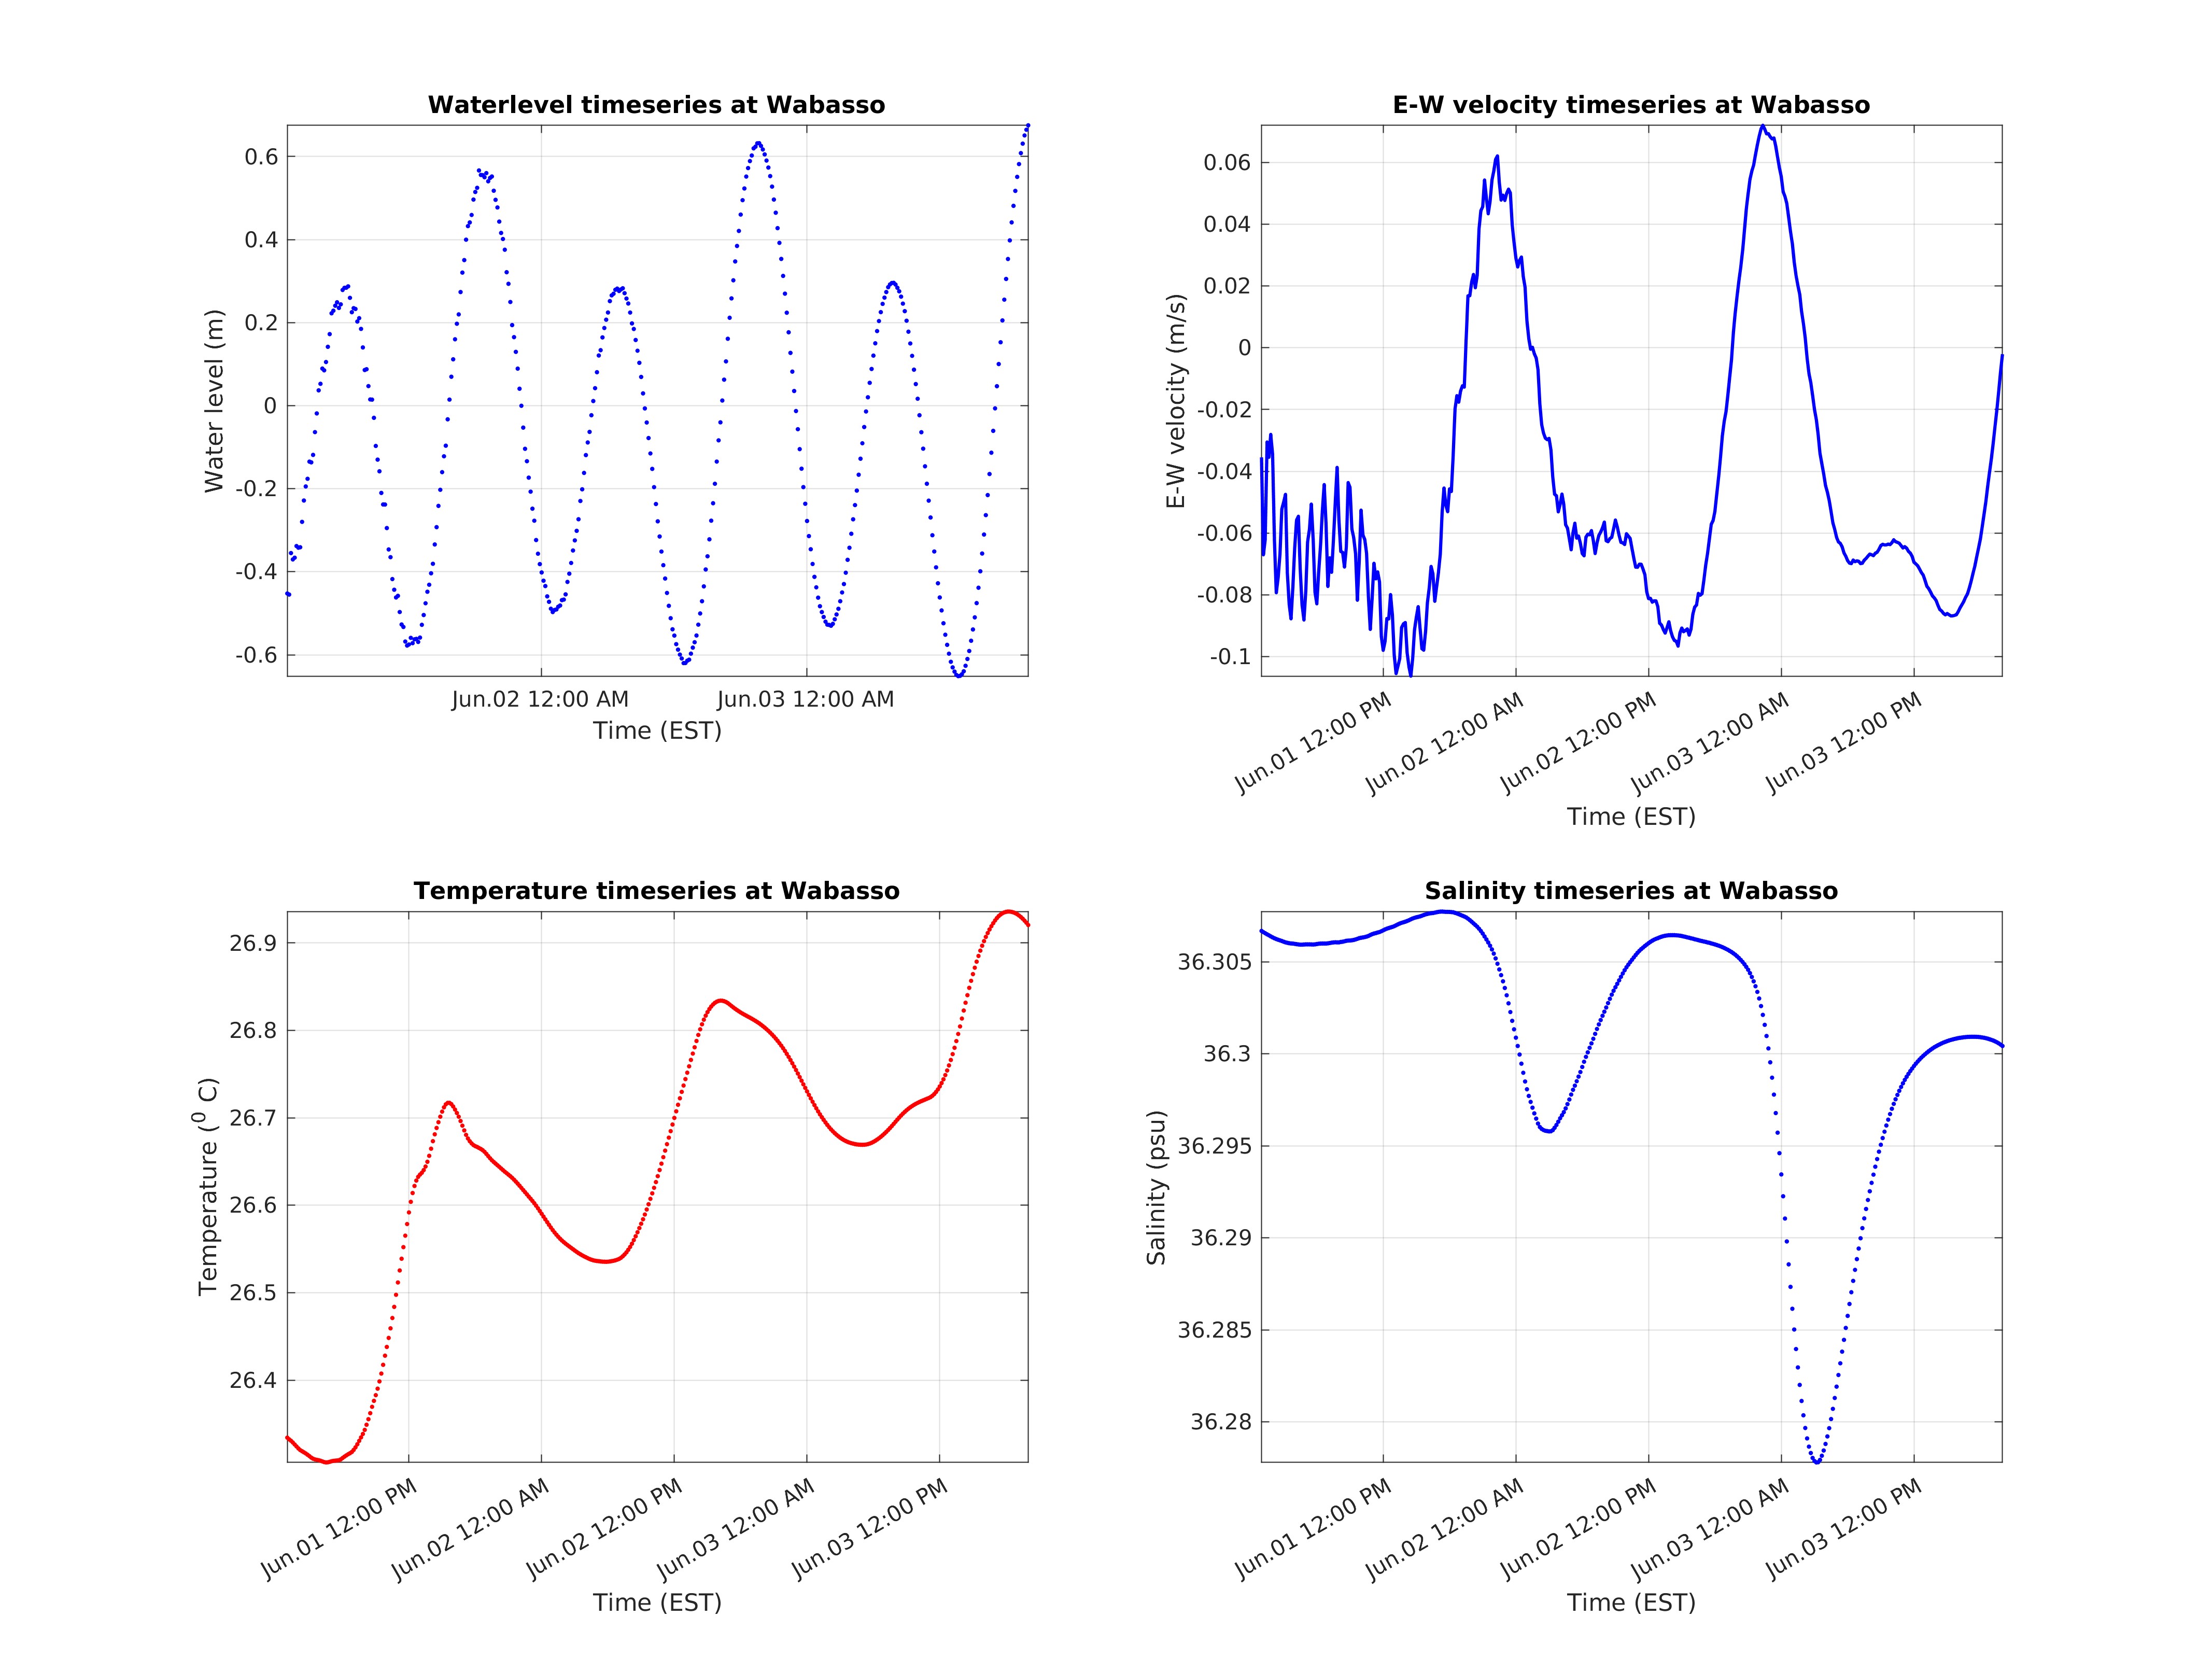 Waterlevel timeseries at Wabasso
0.6
0.4
0.2
0
-0.2
-0.4
-0.6
Water level (m)
Jun.02 12:00 AM
Jun.03 12:00 AM
Time (EST)
E-W velocity timeseries at Wabasso
0.06
0.04
0.02
0
-0.02
-0.04
-0.06
-0.08
-0.1
E-W velocity (m/s)
Jun.01 12:00 PM
Jun.02 12:00 AM
Jun.02 12:00 PM
Jun.03 12:00 AM
Jun.03 12:00 PM
Time (EST)
Temperature timeseries at Wabasso
26.9
26.8
26.7
26.6
26.5
26.4
Temperature (⁰ C)
Jun.01 12:00 PM
Jun.02 12:00 AM
Jun.02 12:00 PM
Jun.03 12:00 AM
Jun.03 12:00 PM
Time (EST)
Salinity timeseries at Wabasso
36.305
36.3
36.295
36.29
36.285
36.28
Salinity (psu)
Jun.01 12:00 PM
Jun.02 12:00 AM
Jun.02 12:00 PM
Jun.03 12:00 AM
Jun.03 12:00 PM
Time (EST)